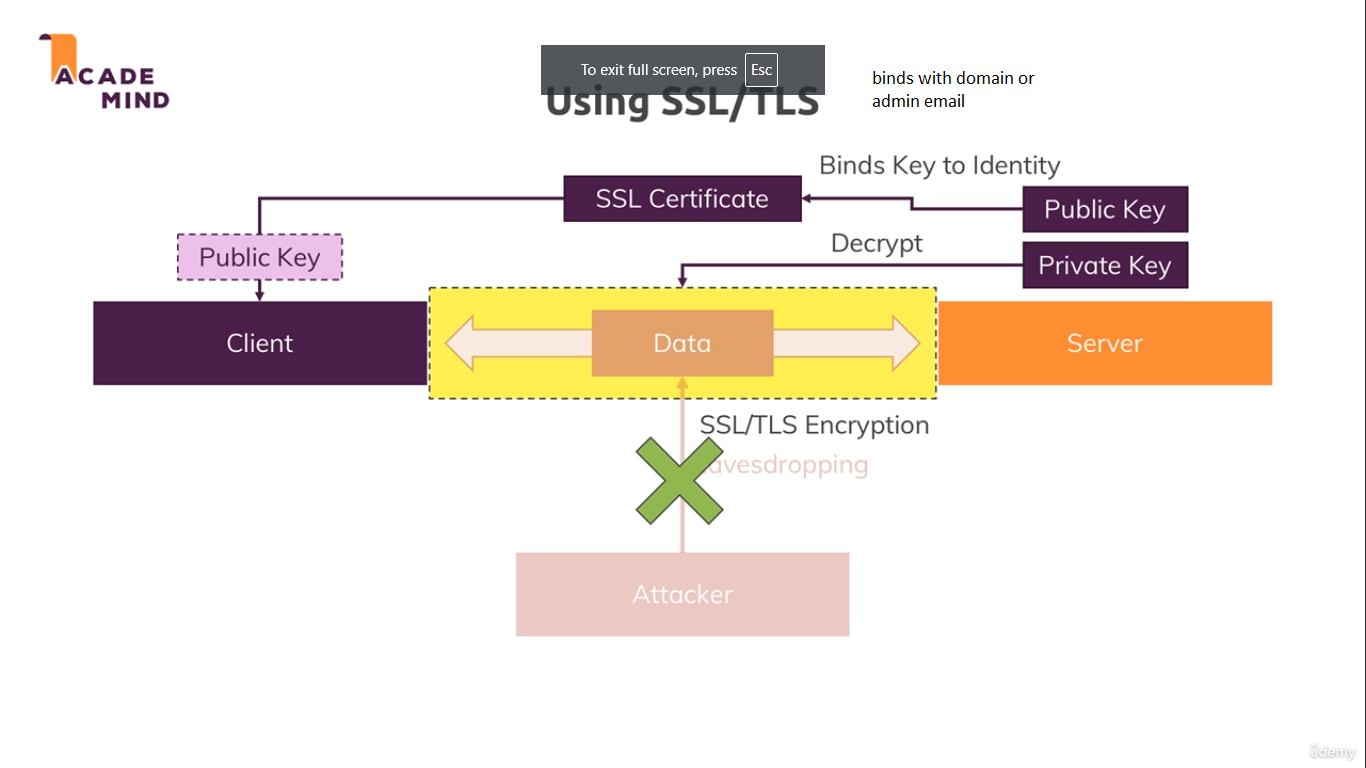 ACADE
MIND
To exit full screen, press Esc
Using SSL/TLS
binds with domain or
admin email
Binds Key to Identity
SSL Certificate
Public Key
Decrypt
Public Key
Private Key
Client
Data
Server
SSL/TLS Encryption
avesdropping
Attacker
ûdemy